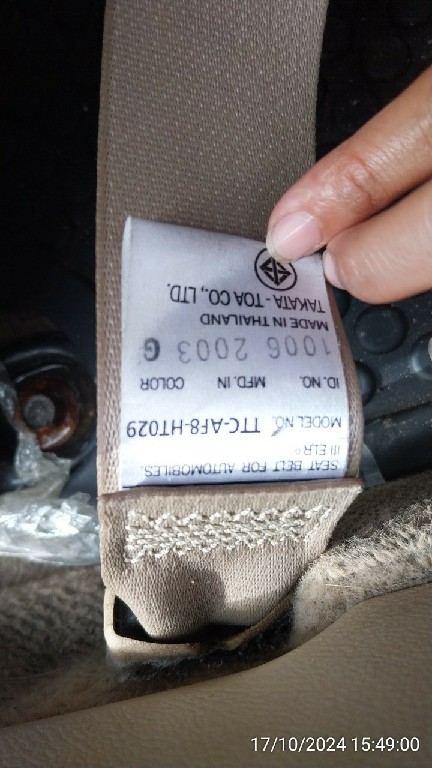 SEAT BELT FOR AUTOMOBILES.
III ELR°
MODEL NO. TTC-AF8-HT029
ID. NO. MFD. IN COLOR
1006 2003 G
MADE IN THAILAND
TAKATA - TOA CO., LTD.
17/10/2024 15:49:00